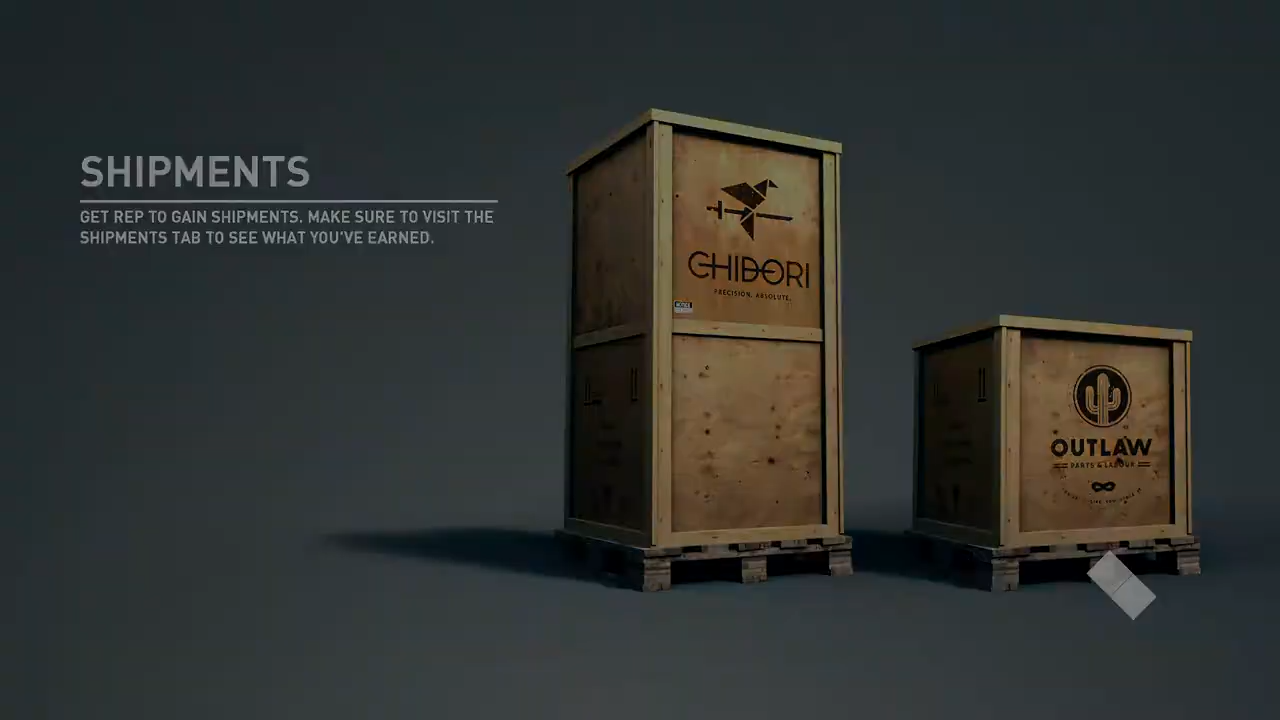 SHIPMENTS
GET REP TO GAIN SHIPMENTS. MAKE SURE TO VISIT THE
SHIPMENTS TAB TO SEE WHAT YOU'VE EARNED.
CHIDORI
PRECISION. ABSOLUTE.
OUTLAW
PARTS & LABOUR